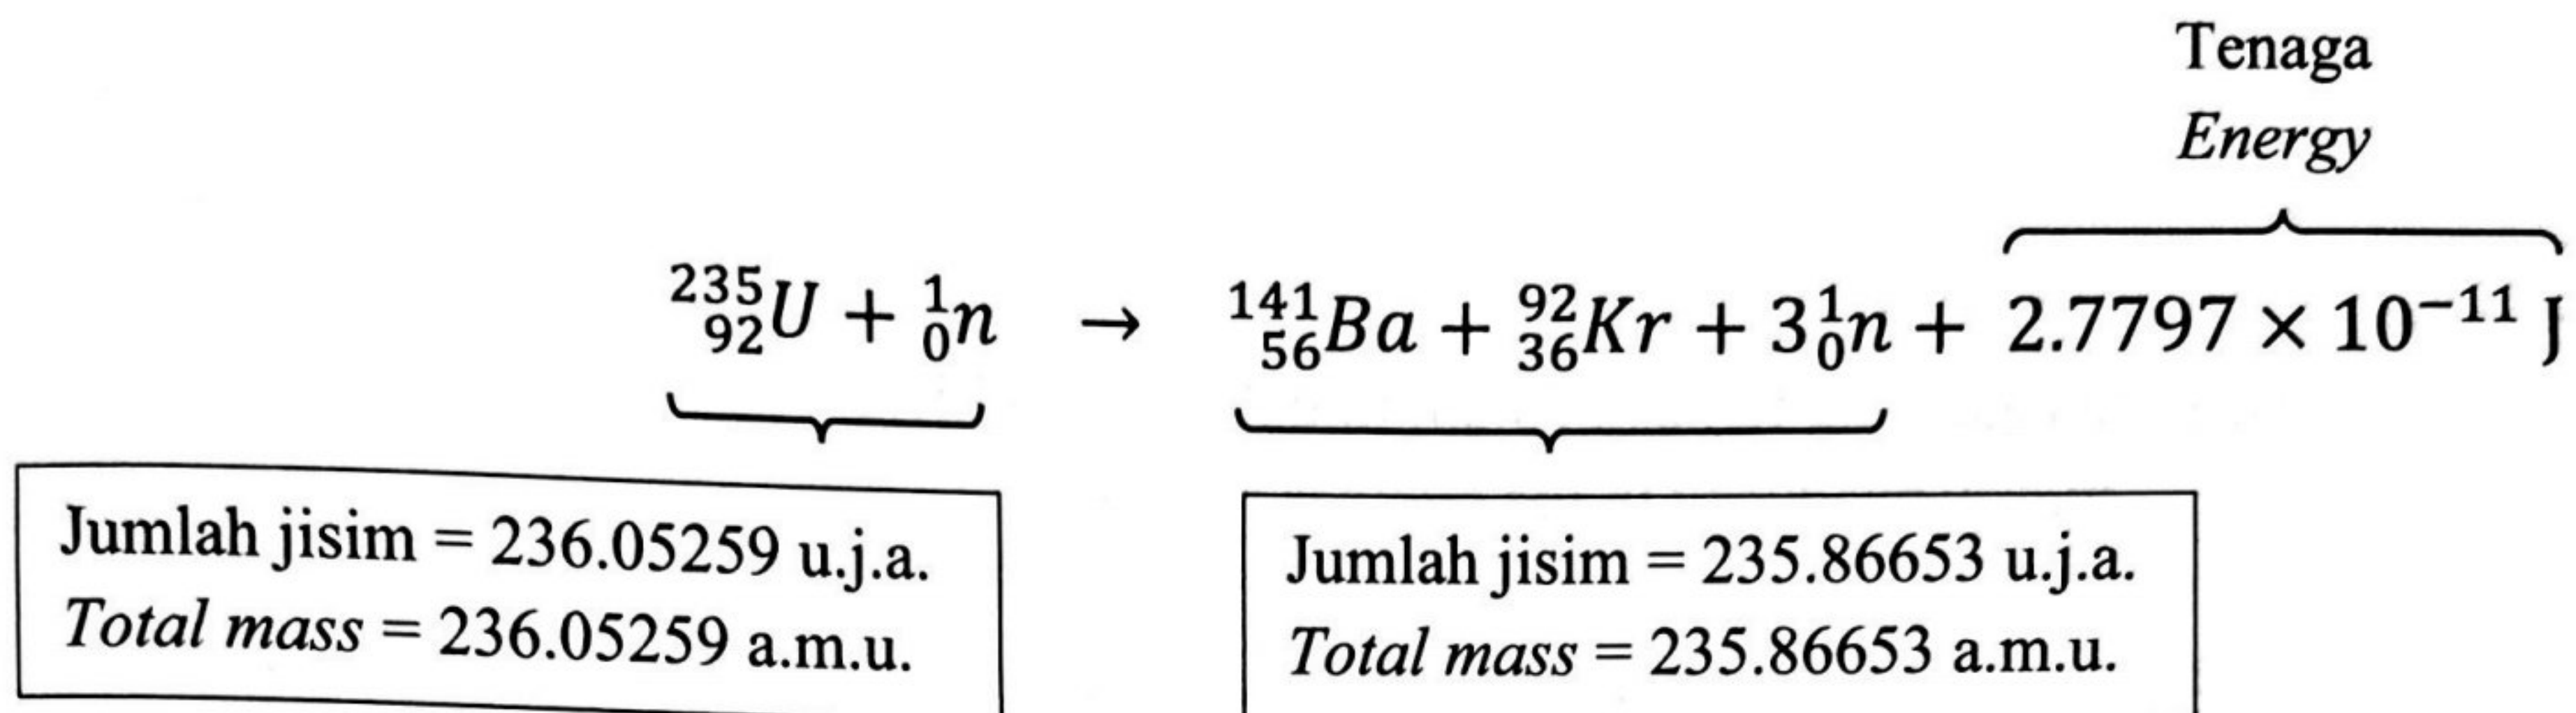 Tenaga
Energy
²³⁵₉₂U + ¹₀n → ¹⁴¹₅₆Ba + ⁹²₃₆Kr + 3¹₀n + 2.7797 × 10⁻¹¹ J
Jumlah jisim = 236.05259 u.j.a.
Total mass = 236.05259 a.m.u.
Jumlah jisim = 235.86653 u.j.a.
Total mass = 235.86653 a.m.u.